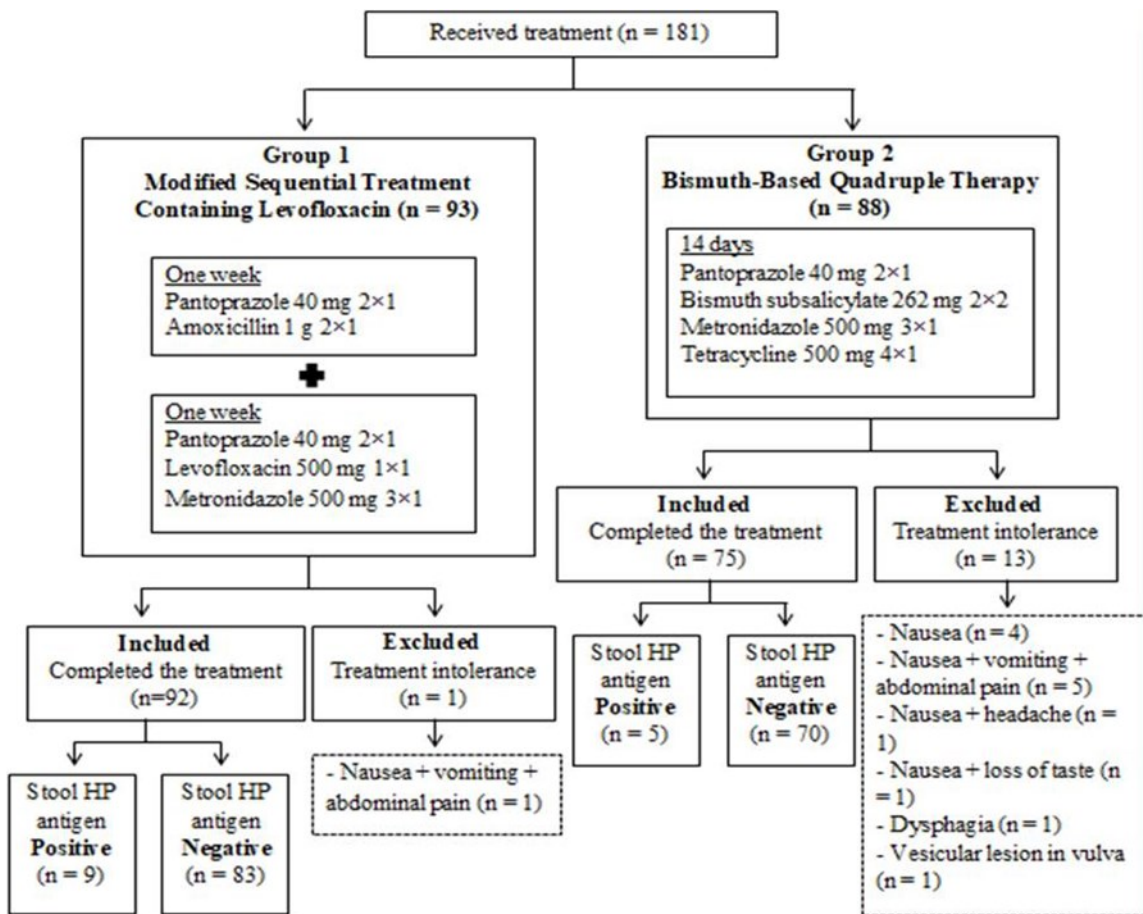 Received treatment (n = 181)
Group 1
Modified Sequential Treatment
Containing Levofloxacin (n = 93)
One week
Pantoprazole 40 mg 2×1
Amoxicillin 1 g 2×1
One week
Pantoprazole 40 mg 2×1
Levofloxacin 500 mg 1×1
Metronidazole 500 mg 3×1
Group 2
Bismuth-Based Quadruple Therapy
(n = 88)
14 days
Pantoprazole 40 mg 2×1
Bismuth subsalicylate 262 mg 2×2
Metronidazole 500 mg 3×1
Tetracycline 500 mg 4×1
Included
Completed the treatment
(n=92)
Excluded
Treatment intolerance
(n = 1)
Stool HP
antigen
Positive
(n = 9)
Stool HP
antigen
Negative
(n = 83)
- Nausea + vomiting +
abdominal pain (n = 1)
Included
Completed the treatment
(n = 75)
Excluded
Treatment intolerance
(n = 13)
Stool HP
antigen
Positive
(n = 5)
Stool HP
antigen
Negative
(n = 70)
- Nausea (n = 4)
- Nausea + vomiting +
abdominal pain (n = 5)
- Nausea + headache (n =
1)
- Nausea + loss of taste (n
= 1)
- Dysphagia (n = 1)
- Vesicular lesion in vulva
(n = 1)